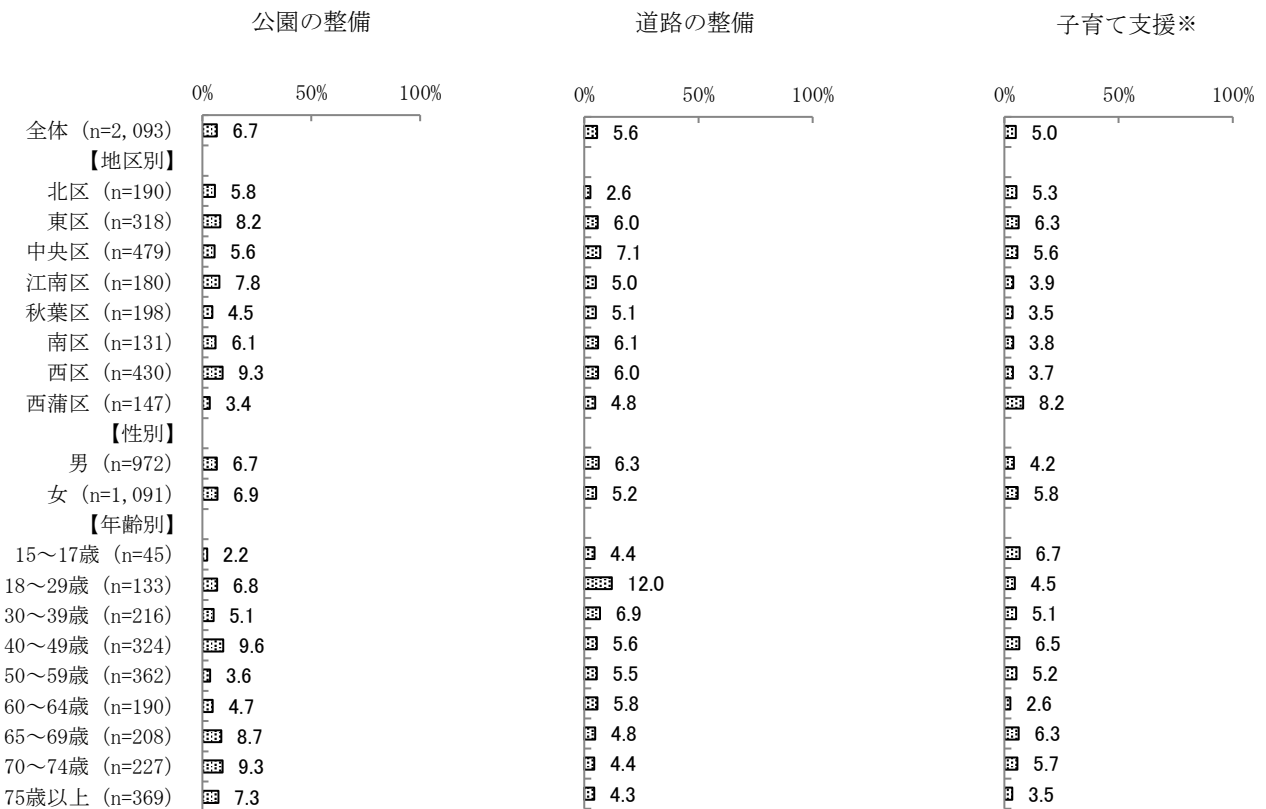 公園の整備 道路の整備 子育て支援※
0% 50% 100% 0% 50% 100% 0% 50% 100%
全体 (n=2,093) 6.7 5.6 5.0
【地区別】
北区 (n=190) 5.8 2.6 5.3
東区 (n=318) 8.2 6.0 6.3
中央区 (n=479) 5.6 7.1 5.6
江南区 (n=180) 7.8 5.0 3.9
秋葉区 (n=198) 4.5 5.1 3.5
南区 (n=131) 6.1 6.1 3.8
西区 (n=430) 9.3 6.0 3.7
西蒲区 (n=147) 3.4 4.8 8.2
【性別】
男 (n=972) 6.7 6.3 4.2
女 (n=1,091) 6.9 5.2 5.8
【年齢別】
15～17歳 (n=45) 2.2 4.4 6.7
18～29歳 (n=133) 6.8 12.0 4.5
30～39歳 (n=216) 5.1 6.9 5.1
40～49歳 (n=324) 9.6 5.6 6.5
50～59歳 (n=362) 3.6 5.5 5.2
60～64歳 (n=190) 4.7 5.8 2.6
65～69歳 (n=208) 8.7 4.8 6.3
70～74歳 (n=227) 9.3 4.4 5.7
75歳以上 (n=369) 7.3 4.3 3.5